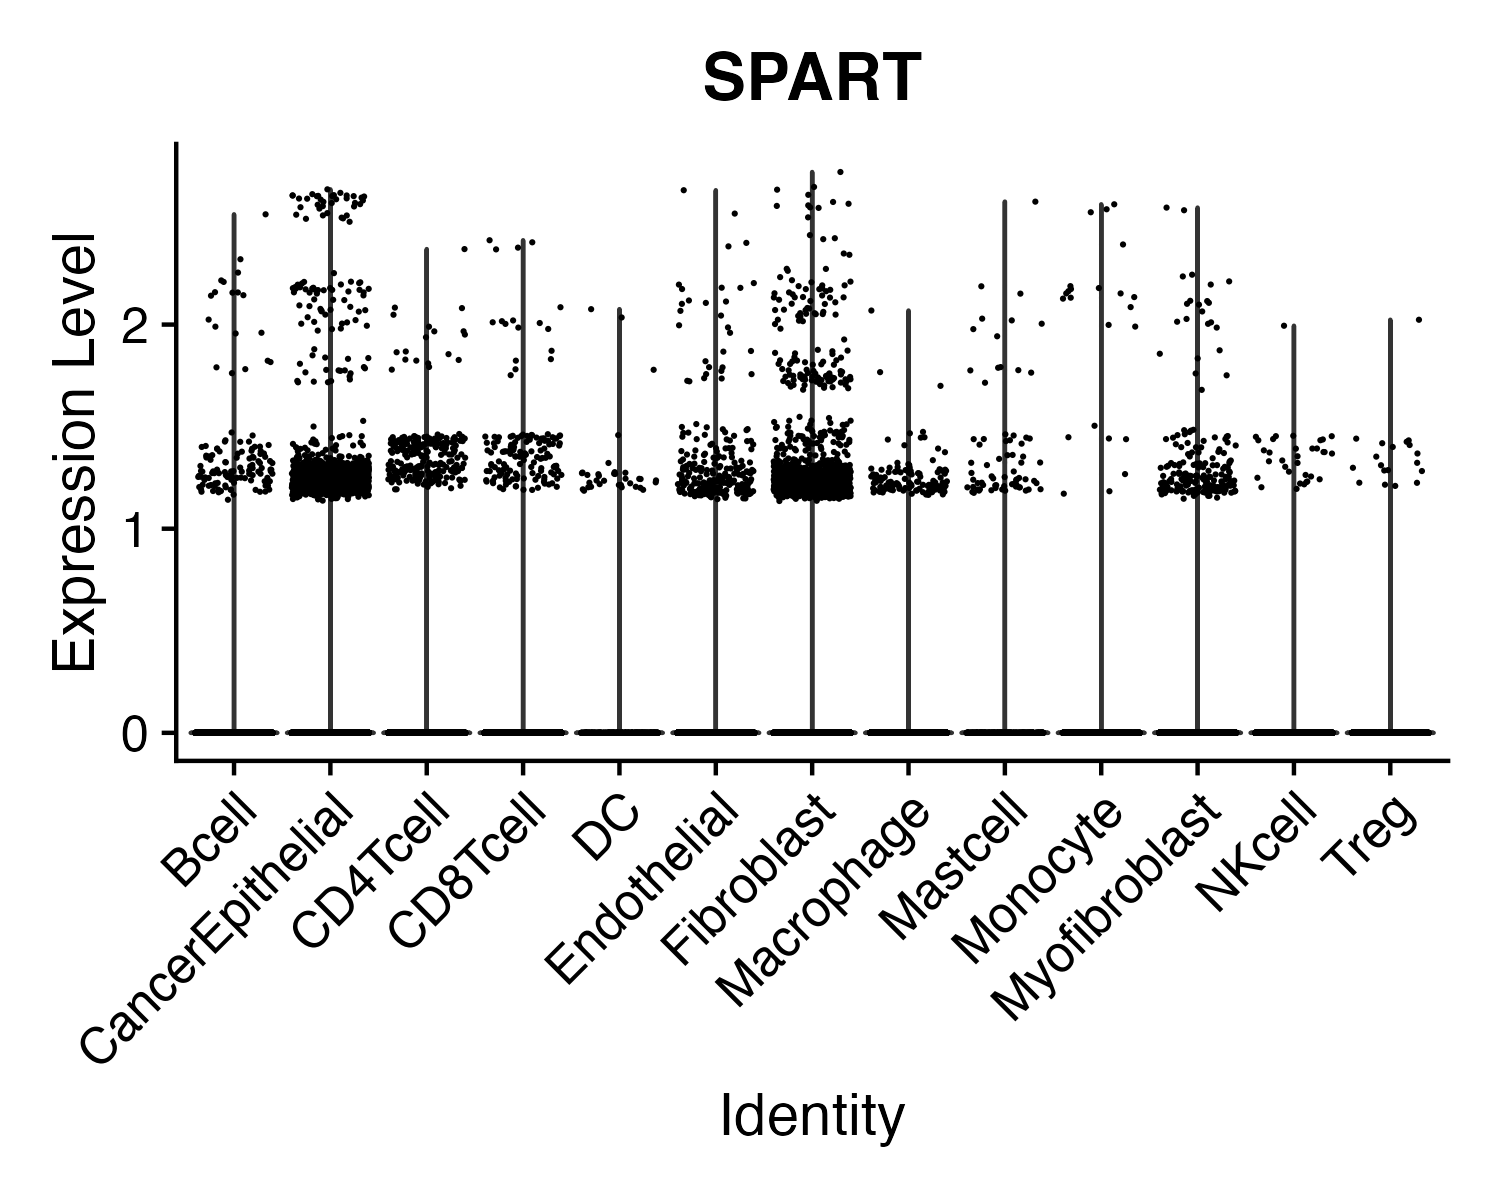 SPART
Expression Level
2
1
0
Bcell
CancerEpithelial
CD4Tcell
CD8Tcell
DC
Endothelial
Fibroblast
Macrophage
Mastcell
Monocyte
Myofibroblast
NKcell
Treg
Identity